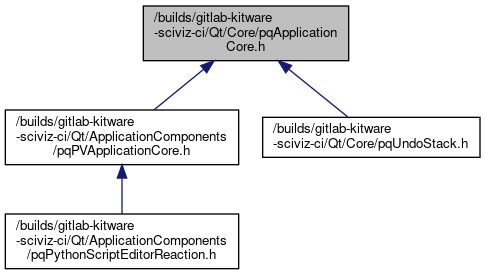 /builds/gitlab-kitware
-sciviz-ci/Qt/Core/pqApplication
Core.h
/builds/gitlab-kitware
-sciviz-ci/Qt/ApplicationComponents
/pqPVApplicationCore.h
/builds/gitlab-kitware
-sciviz-ci/Qt/Core/pqUndoStack.h
/builds/gitlab-kitware
-sciviz-ci/Qt/ApplicationComponents
/pqPythonScriptEditorReaction.h